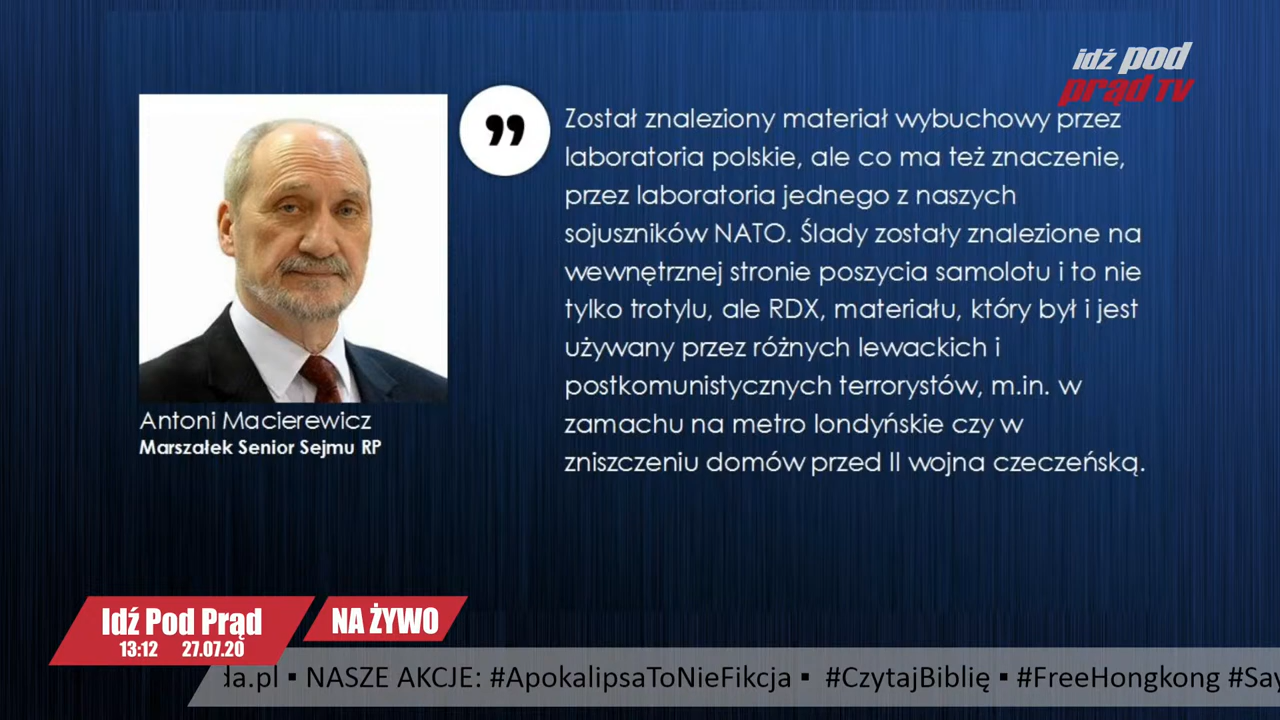 idź pod
prąd TV
Został znaleziony materiał wybuchowy przez
laboratoria polskie, ale co ma też znaczenie,
przez laboratoria jednego z naszych
sojuszników NATO. Ślady zostały znalezione na
wewnętrznej stronie poszycia samolotu i to nie
tylko trotylu, ale RDX, materiału, który był i jest
używany przez różnych lewackich i
postkomunistycznych terrorystów, m.in. w
zamachu na metro londyńskie czy w
zniszczeniu domów przed II wojna czeczeńską.
Antoni Macierewicz
Marszałek Senior Sejmu RP
Idź Pod Prąd
NA ŻYWO
13:12 27.07.20
da.pl ▪ NASZE AKCJE: #ApokalipsaToNieFikcja ▪ #CzytajBiblię ▪ #FreeHongkong #Say